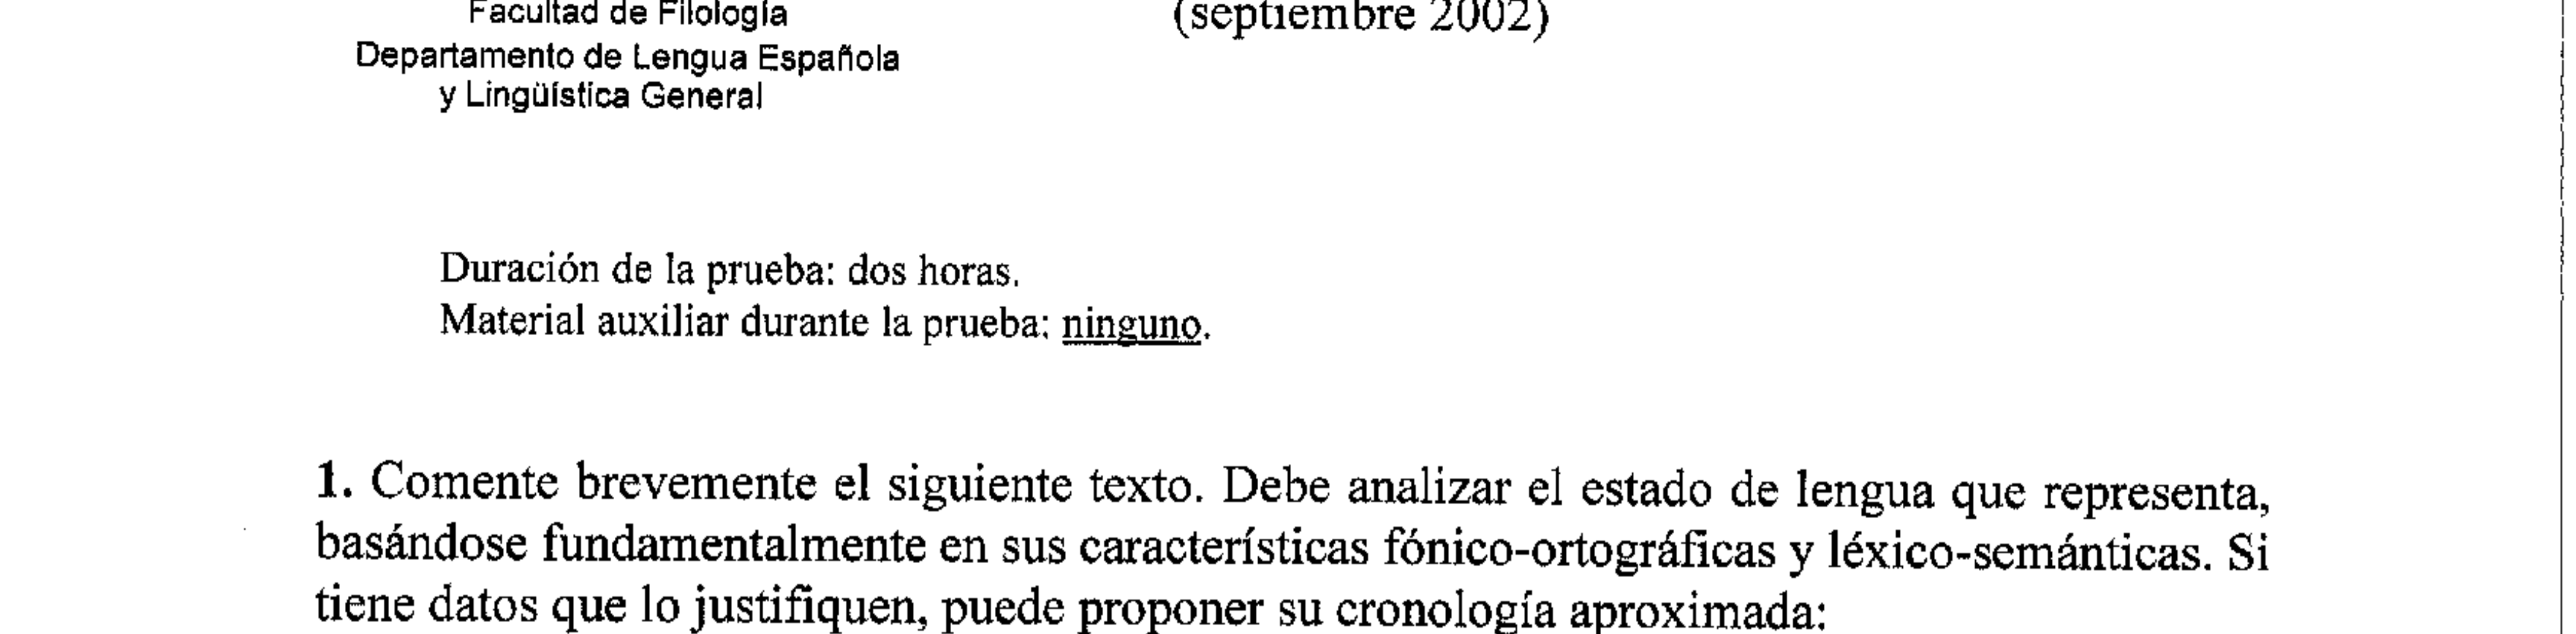 Facultad de Filología
(septiembre 2002)
Departamento de Lengua Española
y Lingüística General
Duración de la prueba: dos horas.
Material auxiliar durante la prueba: ninguno.
1. Comente brevemente el siguiente texto. Debe analizar el estado de lengua que representa,
basándose fundamentalmente en sus características fónico-ortográficas y léxico-semánticas. Si
tiene datos que lo justifiquen, puede proponer su cronología aproximada: